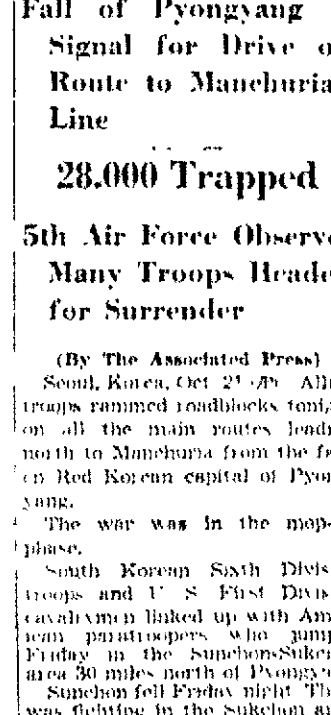 Fall of Pyongyang
Signal for Drive o
Route to Manchuria
Line
28,000 Trapped
5th Air Force Observe
Many Troops Heade
for Surrender
(By The Associated Press)
Seoul, Korea, Oct 21 (AP) All
troops rammed roadblocks toni
on all the main routes leadi
north to Manchuria from the fa
en Red Korean capital of Pyon
yang.
The war was in the mop-
phase.
South Korean Sixth Divis
troops and U S First Divis
cavalrymen linked up with Am
ican paratroopers who jump
Friday in the Sunchon-Suk
area 30 miles north of Pyongy
Sunchon fell Friday night Th
was fighting in the Sukchon a